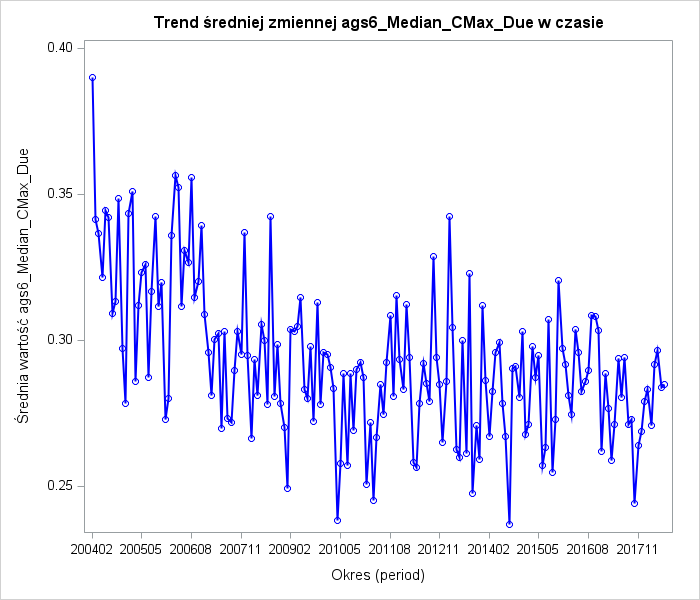 Trend średniej zmiennej ags6_Median_CMax_Due w czasie
Średnia wartość ags6_Median_CMax_Due
0.40
0.35
0.30
0.25
200402 200505 200608 200711 200902 201005 201108 201211 201402 201505 201608 201711
Okres (period)